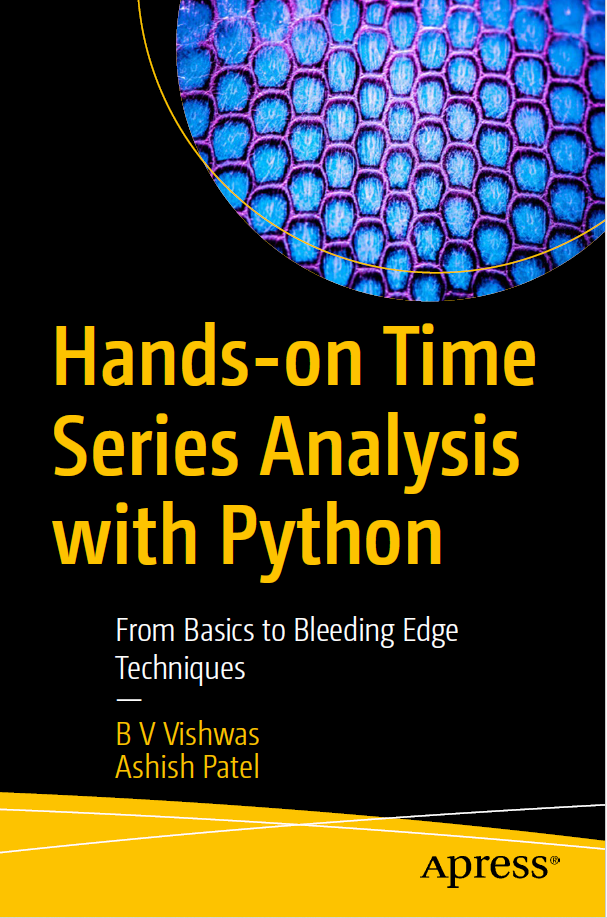 Hands-on Time
Series Analysis
with Python
From Basics to Bleeding Edge
Techniques
—
B V Vishwas
Ashish Patel
Apress®